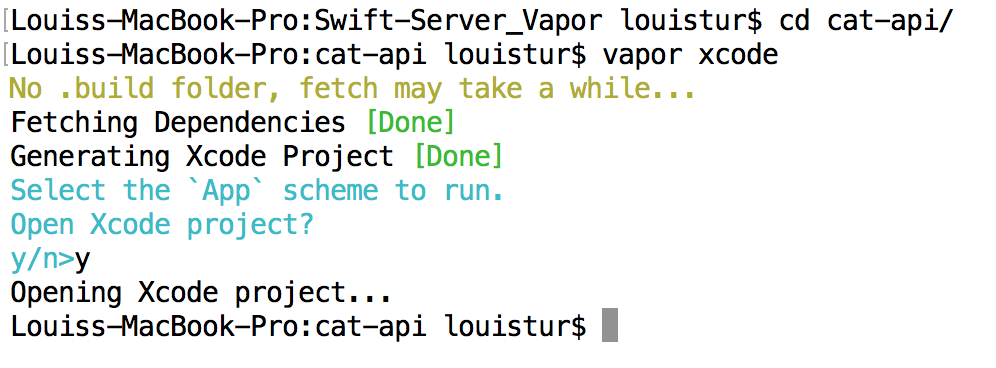 [Louiss-MacBook-Pro:Swift-Server_Vapor louistur$ cd cat-api/
[Louiss-MacBook-Pro:cat-api louistur$ vapor xcode
No .build folder, fetch may take a while...
Fetching Dependencies [Done]
Generating Xcode Project [Done]
Select the `App` scheme to run.
Open Xcode project?
y/n>y
Opening Xcode project...
Louiss-MacBook-Pro:cat-api louistur$